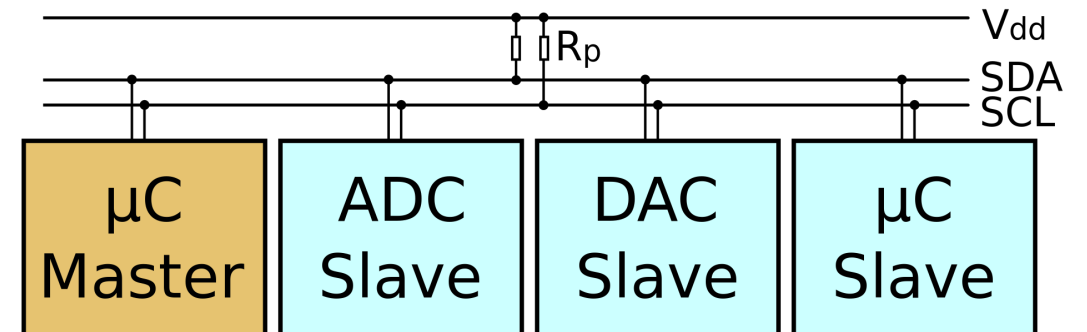 Vdd
Rp
SDA
SCL
µC
Master
ADC
Slave
DAC
Slave
µC
Slave